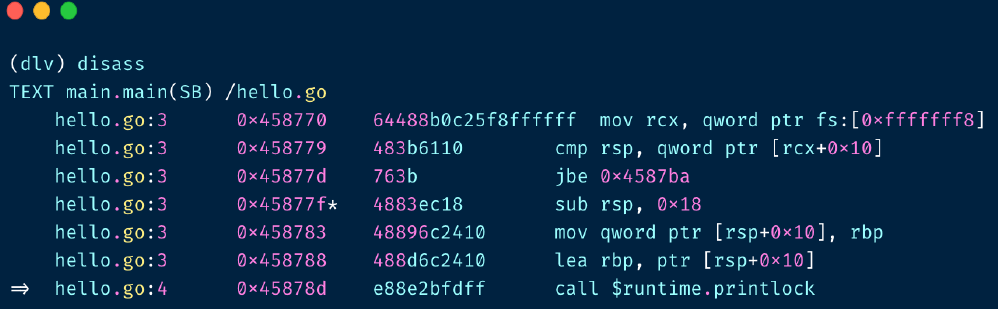 (dlv) disass
TEXT main.main(SB) /hello.go
hello.go:3 0×458770 64488b0c25f8ffffff mov rcx, qword ptr fs:[0×fffffff8]
hello.go:3 0×458779 483b6110 cmp rsp, qword ptr [rcx+0×10]
hello.go:3 0×45877d 763b jbe 0×4587ba
hello.go:3 0×45877f* 4883ec18 sub rsp, 0×18
hello.go:3 0×458783 48896c2410 mov qword ptr [rsp+0×10], rbp
hello.go:3 0×458788 488d6c2410 lea rbp, ptr [rsp+0×10]
⇒ hello.go:4 0×45878d e88e2bfdff call $runtime.printlock